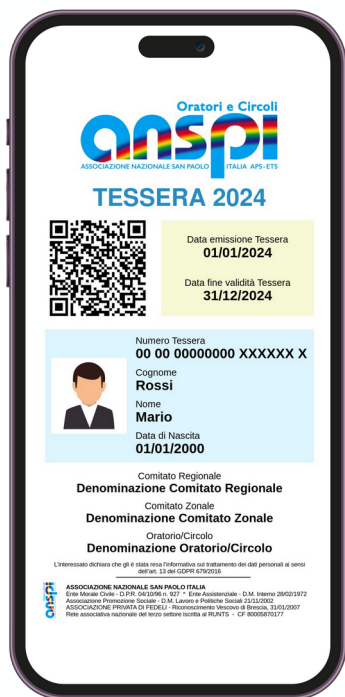 Oratori e Circoli
anspi
ASSOCIAZIONE NAZIONALE SAN PAOLO ITALIA APS-ETS
TESSERA 2024
Data emissione Tessera
01/01/2024
Data fine validità Tessera
31/12/2024
Numero Tessera
00 00 00000000 XXXXXX X
Cognome
Rossi
Nome
Mario
Data di Nascita
01/01/2000
Comitato Regionale
Denominazione Comitato Regionale
Comitato Zonale
Denominazione Comitato Zonale
Oratorio/Circolo
Denominazione Oratorio/Circolo
L'interessato dichiara che gli è stata resa l'informativa sul trattamento dei dati personali ai sensi
dell'art. 13 del GDPR 679/2016
anspi
ASSOCIAZIONE NAZIONALE SAN PAOLO ITALIA
Ente Morale Civile - D.P.R. 04/10/96 n. 927 * Ente Assistenziale - D.M. Interno 28/02/1972
Associazione Promozione Sociale - D.M. Lavoro e Politiche Sociali 21/11/2002
ASSOCIAZIONE PRIVATA DI FEDELI - Riconoscimento Vescovo di Brescia, 31/01/2007
Rete associativa nazionale del terzo settore iscritta al RUNTS - CF 80005870177